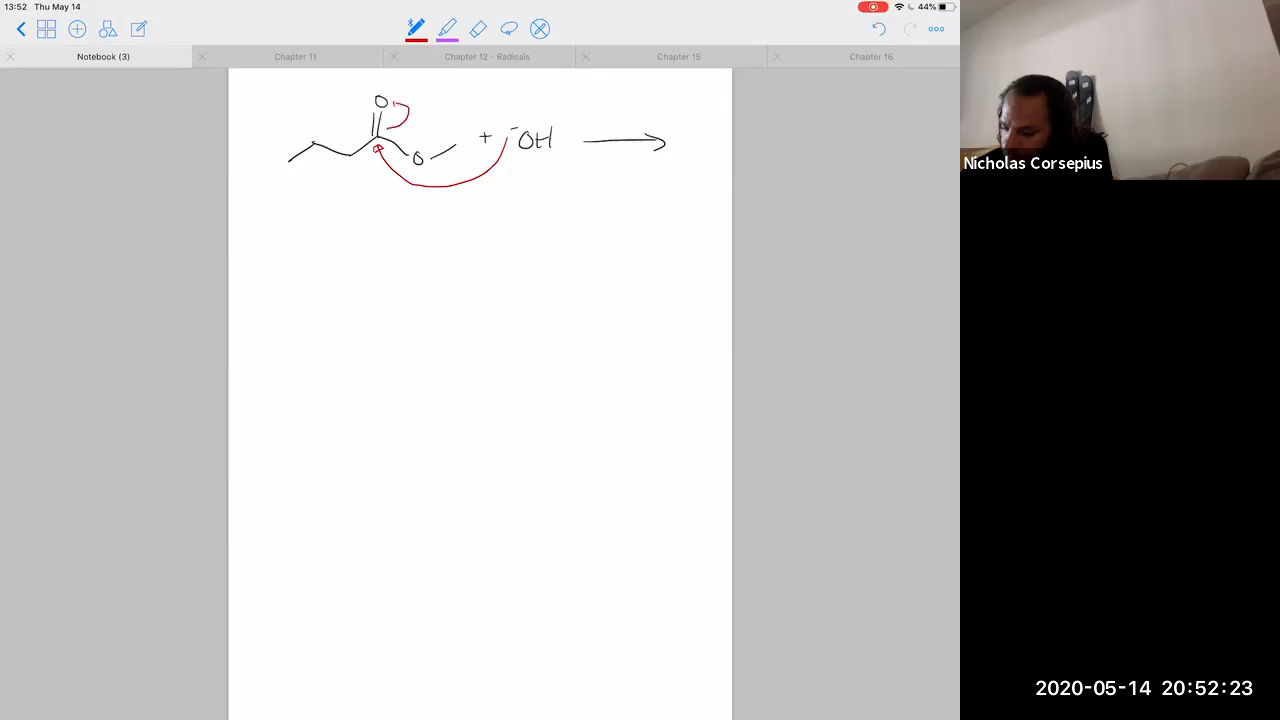 13:52 Thu May 14
44%
Notebook (3)
Chapter 11
Chapter 12 - Radicals
Chapter 15
Chapter 16
O
O
+ ⁻OH
Nicholas Corsepius
2020-05-14 20:52:23